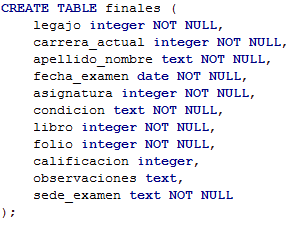 CREATE TABLE finales (
    legajo integer NOT NULL,
    carrera_actual integer NOT NULL,
    apellido_nombre text NOT NULL,
    fecha_examen date NOT NULL,
    asignatura integer NOT NULL,
    condicion text NOT NULL,
    libro integer NOT NULL,
    folio integer NOT NULL,
    calificacion integer,
    observaciones text,
    sede_examen text NOT NULL
);